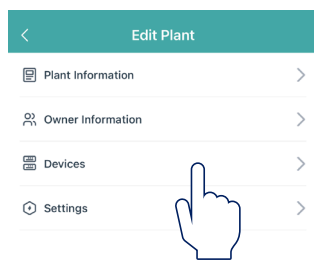 Edit Plant
Plant Information
Owner Information
Devices
Settings